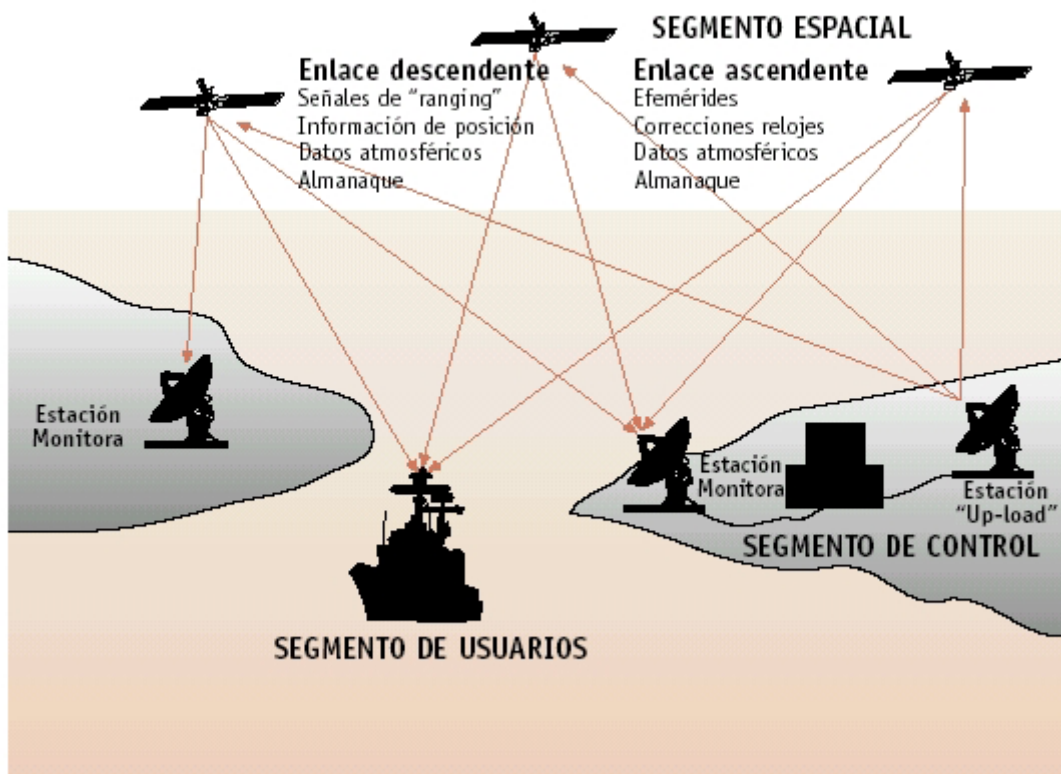 SEGMENTO ESPACIAL
Enlace descendente
Señales de “ranging”
Información de posición
Datos atmosféricos
Almanaque
Enlace ascendente
Efemérides
Correcciones relojes
Datos atmosféricos
Almanaque
Estación
Monitora
Estación
Monitora
Estación
“Up-load”
SEGMENTO DE CONTROL
SEGMENTO DE USUARIOS